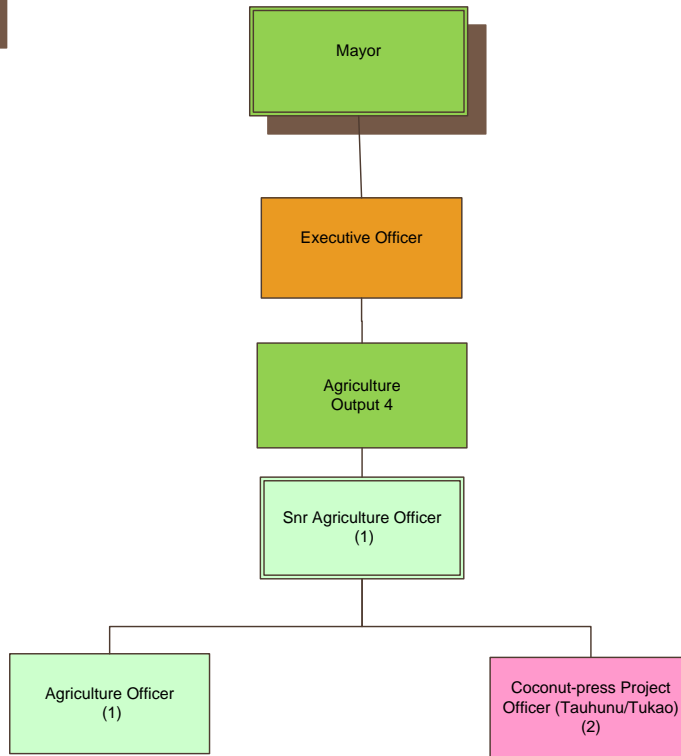 Mayor
Executive Officer
Agriculture
Output 4
Snr Agriculture Officer
(1)
Agriculture Officer
(1)
Coconut-press Project
Officer (Tauhunu/Tukao)
(2)